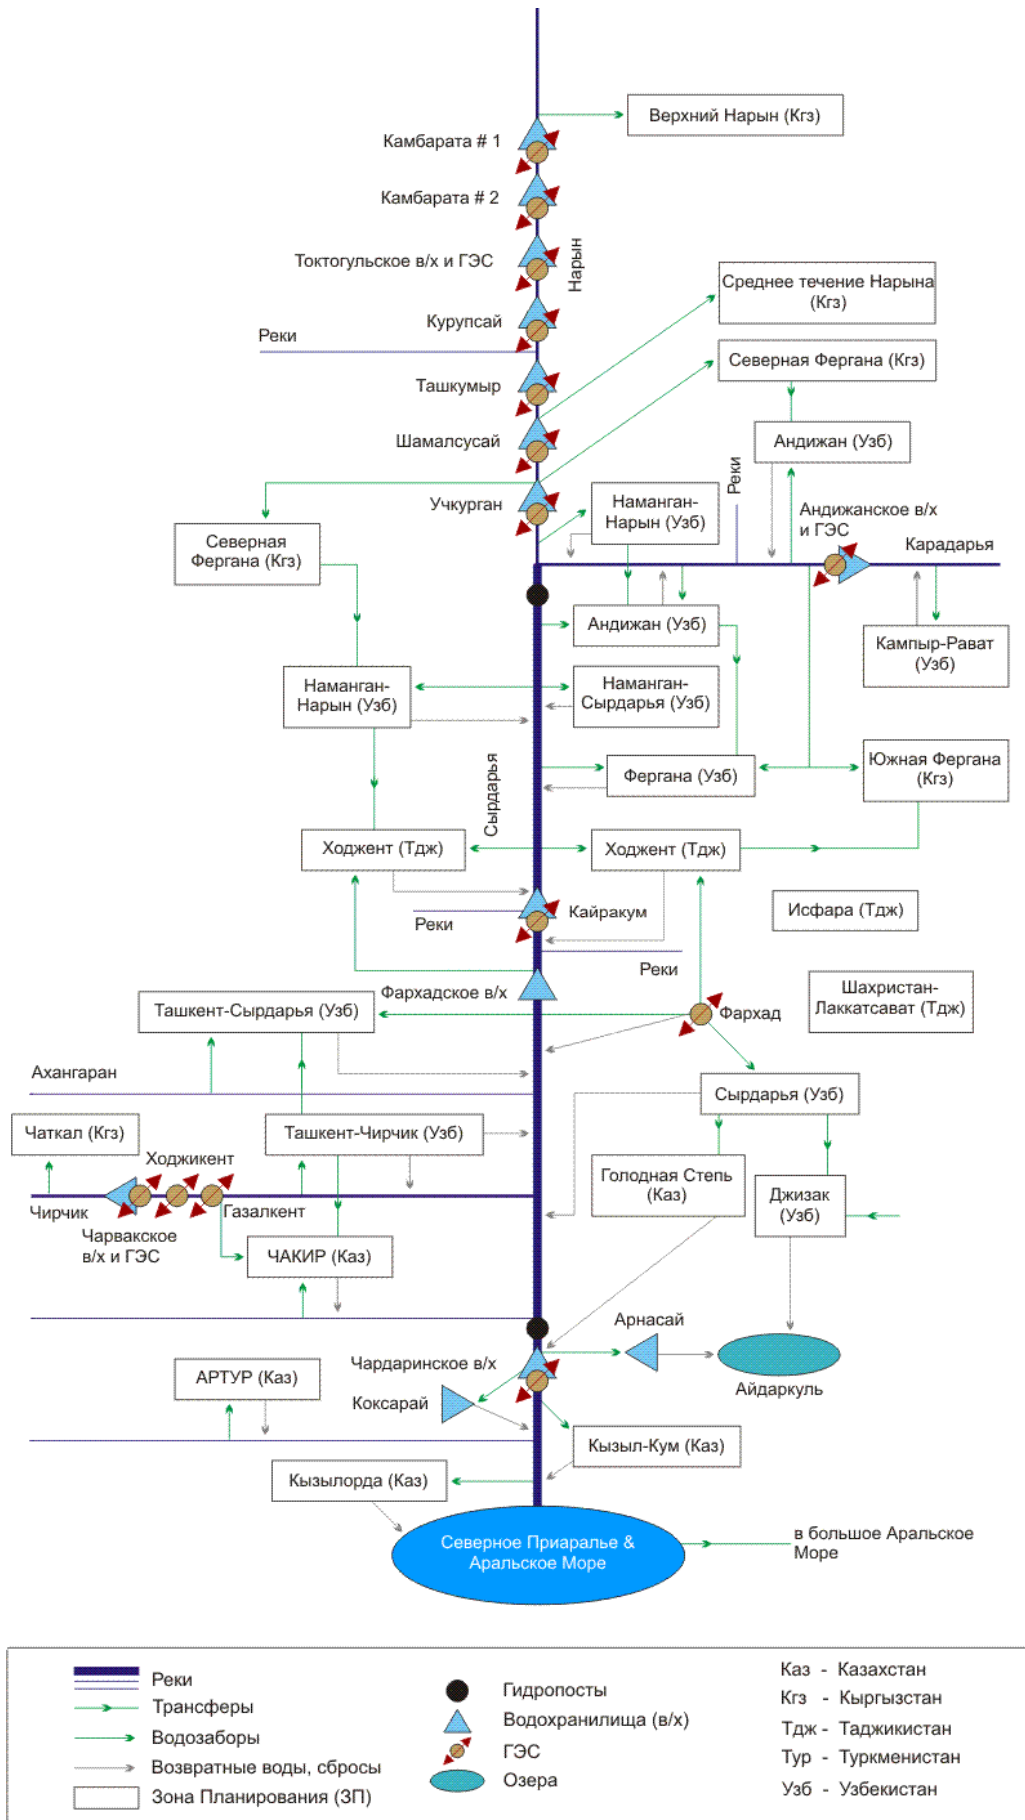 Верхний Нарын (Кгз)
Камбарата # 1
Камбарата # 2
Нарын
Токтогульское в/х и ГЭС
Среднее течение Нарына
(Кгз)
Курупсай
Реки
Северная Фергана (Кгз)
Ташкумыр
Шамалсусай
Андижан (Узб)
Реки
Учкурган
Наманган-
Нарын (Узб)
Андижанское в/х
и ГЭС
Карадарья
Северная
Фергана (Кгз)
Андижан (Узб)
Кампыр-Рават
(Узб)
Наманган-
Нарын (Узб)
Наманган-
Сырдарья (Узб)
Сырдарья
Фергана (Узб)
Южная Фергана
(Кгз)
Ходжент (Тдж)
Ходжент (Тдж)
Исфара (Тдж)
Кайракум
Реки
Реки
Фархадское в/х
Шахристан-
Лаккатсават (Тдж)
Ташкент-Сырдарья (Узб)
Фархад
Ахангаран
Сырдарья (Узб)
Чаткал (Кгз)
Ташкент-Чирчик (Узб)
Ходжикент
Голодная Степь
(Каз)
Джизак
(Узб)
Чирчик
Газалкент
Чарвакское
в/х и ГЭС
ЧАКИР (Каз)
Арнасай
Чардаринское в/х
АРТУР (Каз)
Айдаркуль
Коксарай
Кызыл-Кум (Каз)
Кызылорда (Каз)
Северное Приаралье &
Аральское Море
в большое Аральское
Море
Реки
Трансферы
Водозаборы
Возвратные воды, сбросы
Зона Планирования (ЗП)
Гидропосты
Водохранилища (в/х)
ГЭС
Озера
Каз - Казахстан
Кгз - Кыргызстан
Тдж - Таджикистан
Тур - Туркменистан
Узб - Узбекистан